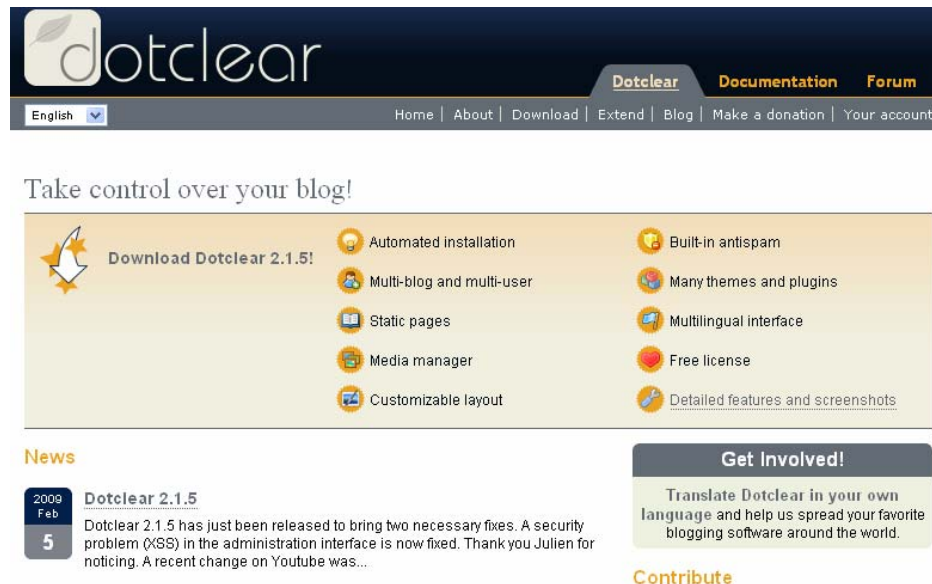 dotclear
Dotclear Documentation Forum
English
Home | About | Download | Extend | Blog | Make a donation | Your account
Take control over your blog!
Download Dotclear 2.1.5!
Automated installation
Multi-blog and multi-user
Static pages
Media manager
Customizable layout
Built-in antispam
Many themes and plugins
Multilingual interface
Free license
Detailed features and screenshots
News
2009
Feb
5
Dotclear 2.1.5
Dotclear 2.1.5 has just been released to bring two necessary fixes. A security
problem (XSS) in the administration interface is now fixed. Thank you Julien for
noticing. A recent change on Youtube was...
Get Involved!
Translate Dotclear in your own
language and help us spread your favorite
blogging software around the world.
Contribute